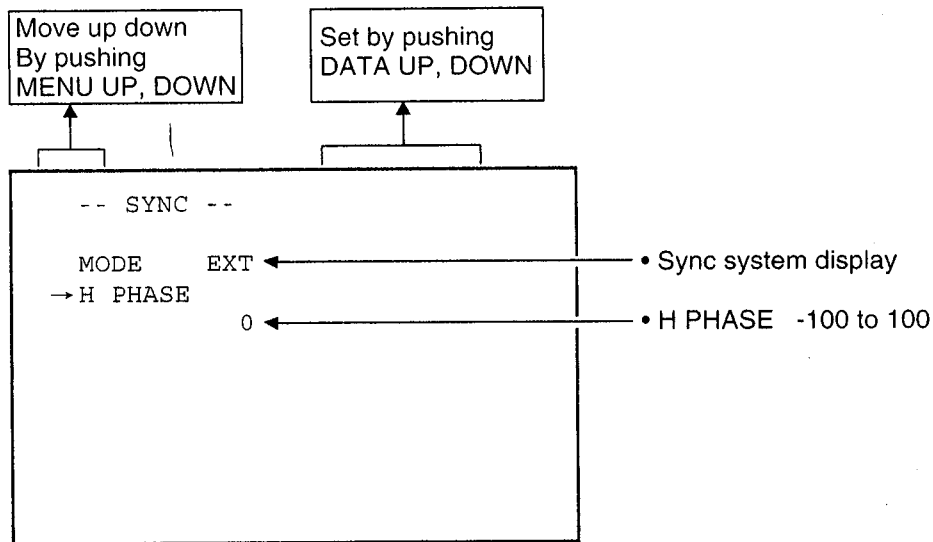 Move up down
By pushing
MENU UP, DOWN
Set by pushing
DATA UP, DOWN
-- SYNC --
MODE EXT
• Sync system display
→H PHASE
0
• H PHASE -100 to 100